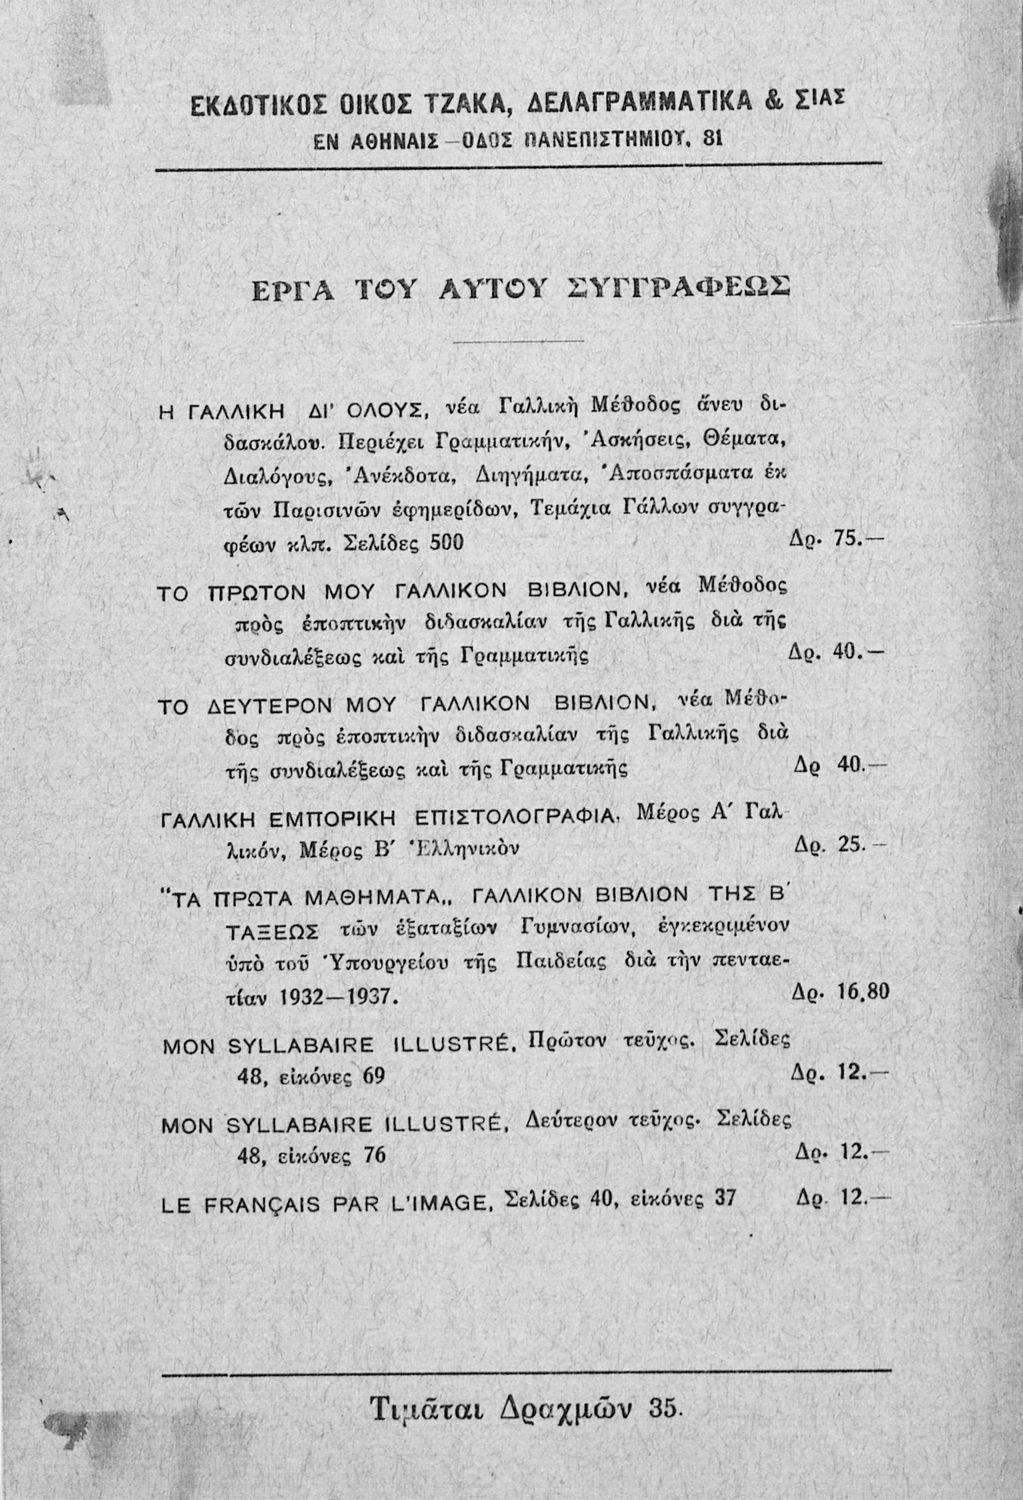 ΕΚΔΟΤΙΚΟΣ ΟΙΚΟΣ ΤΖΑΚΑ, ΔΕΛΑΓΡΑΜΜΑΤΙΚΑ & ΣΙΑΣ
ΕΝ ΑΘΗΝΑΙΣ – ΟΔΟΣ ΠΑΝΕΠΙΣΤΗΜΙΟΥ, 81
ΕΡΓΑ ΤΟΥ ΑΥΤΟΥ ΣΥΓΓΡΑΦΕΩΣ
Η ΓΑΛΛΙΚΗ ΔΙ' ΟΛΟΥΣ, νέα Γαλλικὴ Μέθοδος ἄνευ δι-
δασκάλου. Περιέχει Γραμματικήν, Ἀσκήσεις, Θέματα,
Διαλόγους, Ἀνέκδοτα, Διηγήματα, Ἀποσπάσματα ἐκ
τῶν Παρισινῶν ἐφημερίδων, Τεμάχια Γάλλων συγγρα-
φέων κλπ. Σελίδες 500 Δρ. 75.—
ΤΟ ΠΡΩΤΟΝ ΜΟΥ ΓΑΛΛΙΚΟΝ ΒΙΒΛΙΟΝ, νέα Μέθοδος
πρὸς ἐποπτικὴν διδασκαλίαν τῆς Γαλλικῆς διὰ τῆς
συνδιαλέξεως καὶ τῆς Γραμματικῆς Δρ. 40.—
ΤΟ ΔΕΥΤΕΡΟΝ ΜΟΥ ΓΑΛΛΙΚΟΝ ΒΙΒΛΙΟΝ, νέα Μέθο-
δος πρὸς ἐποπτικὴν διδασκαλίαν τῆς Γαλλικῆς διὰ
τῆς συνδιαλέξεως καὶ τῆς Γραμματικῆς Δρ 40.—
ΓΑΛΛΙΚΗ ΕΜΠΟΡΙΚΗ ΕΠΙΣΤΟΛΟΓΡΑΦΙΑ. Μέρος Α' Γαλ-
λικόν, Μέρος Β' Ἑλληνικὸν Δρ. 25.—
"ΤΑ ΠΡΩΤΑ ΜΑΘΗΜΑΤΑ„ ΓΑΛΛΙΚΟΝ ΒΙΒΛΙΟΝ ΤΗΣ Β'
ΤΑΞΕΩΣ τῶν ἑξαταξίων Γυμνασίων, ἐγκεκριμένον
ὑπὸ τοῦ Ὑπουργείου τῆς Παιδείας διὰ τὴν πενταε-
τίαν 1932—1937. Δρ. 16.80
MON SYLLABAIRE ILLUSTRÉ, Πρῶτον τεῦχος. Σελίδες
48, εἰκόνες 69 Δρ. 12.—
MON SYLLABAIRE ILLUSTRÉ, Δεύτερον τεῦχος. Σελίδες
48, εἰκόνες 76 Δρ. 12.—
LE FRANÇAIS PAR L'IMAGE, Σελίδες 40, εἰκόνες 37 Δρ. 12.—
Τιμᾶται Δραχμῶν 35.